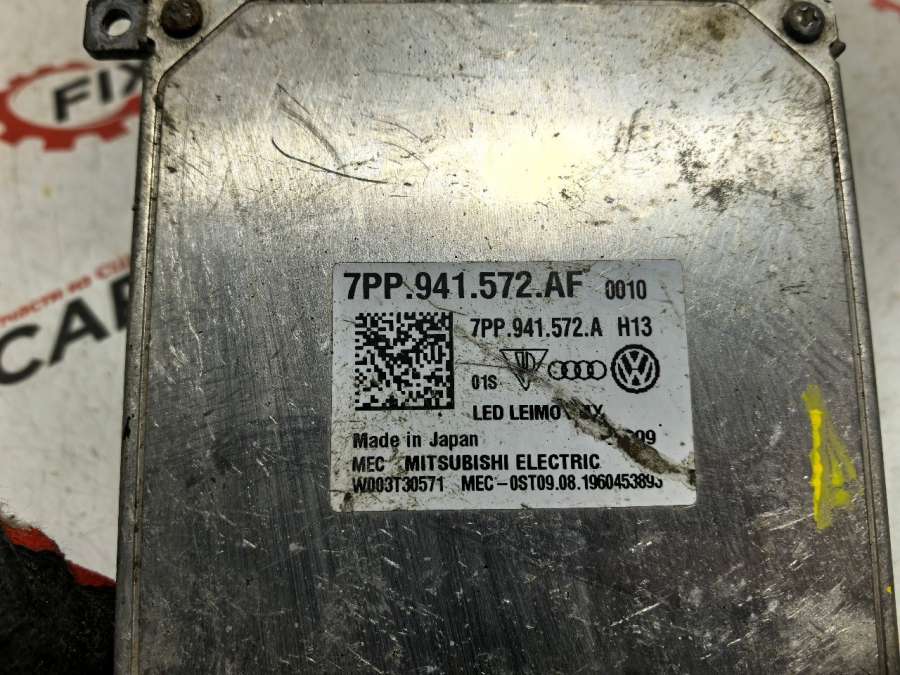 FIX
CAR
7PP.941.572.AF 0010
7PP.941.572.A H13
01S
LED LEIMO
Made in Japan
MEC MITSUBISHI ELECTRIC
W003T30571 MEC-0ST09.08.1960453893